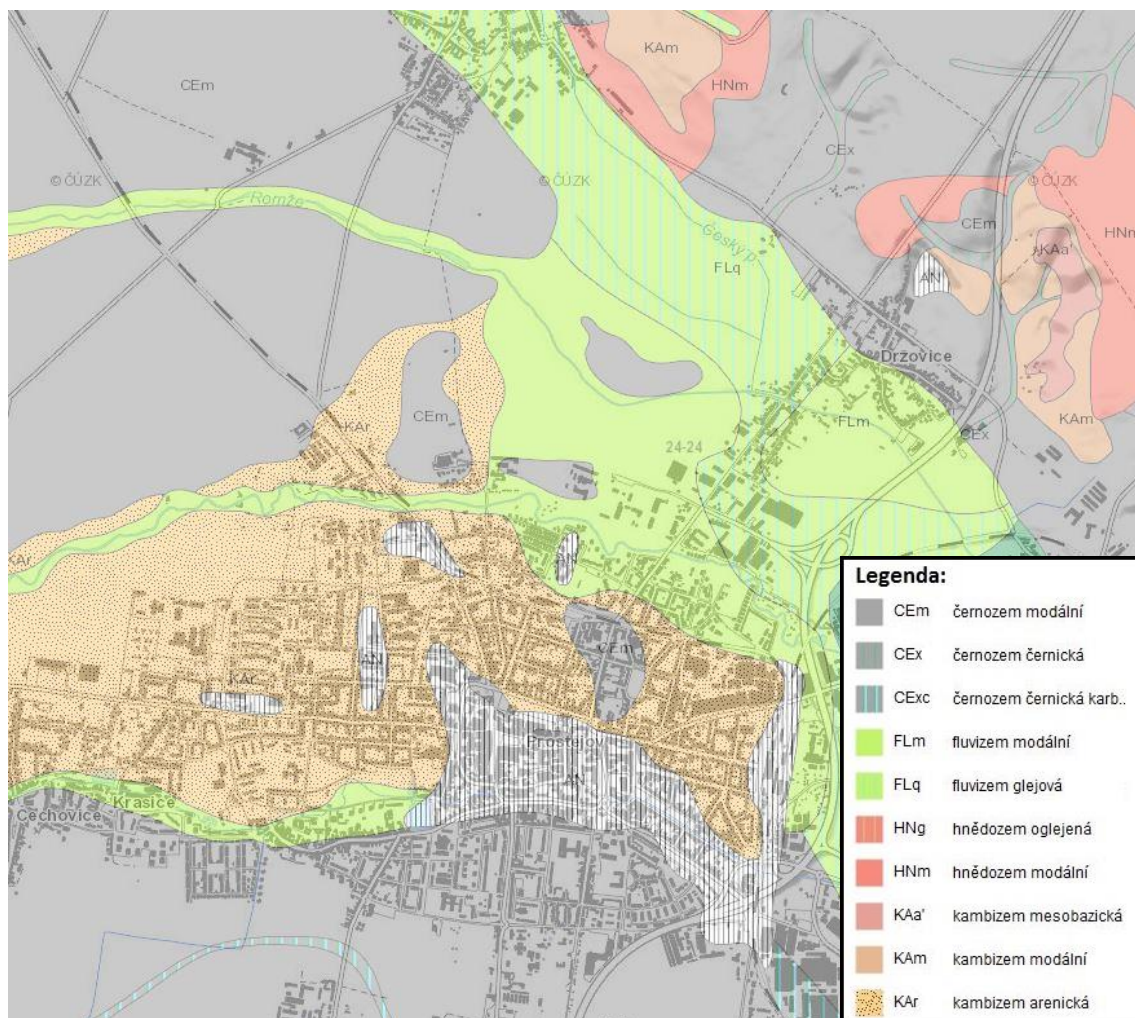 KAm
CEm
HNm
CEx
© ČÚZK
© ČÚZK
© ČÚZK
Romže
Český p.
CEm
HNm
KAa'
FLq
AN
Držovice
CEm
KAr
FLm
KAm
CEx
24-24
KAr
AN
CEm
AN
KAr
Prostějov
AN
Krasice
Čechovice
Legenda:
CEm černozem modální
CEx černozem černická
CExc černozem černická karb..
FLm fluvizem modální
FLq fluvizem glejová
HNg hnědozem oglejená
HNm hnědozem modální
KAa' kambizem mesobazická
KAm kambizem modální
KAr kambizem arenická